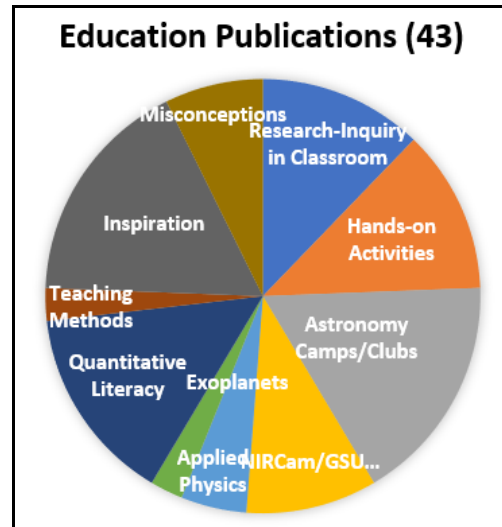 Education Publications (43)
Misconceptions
Research-Inquiry
in Classroom
Inspiration
Hands-on
Activities
Teaching
Methods
Astronomy
Camps/Clubs
Quantitative
Literacy
Exoplanets
Applied
Physics
NIRCam/GSU...